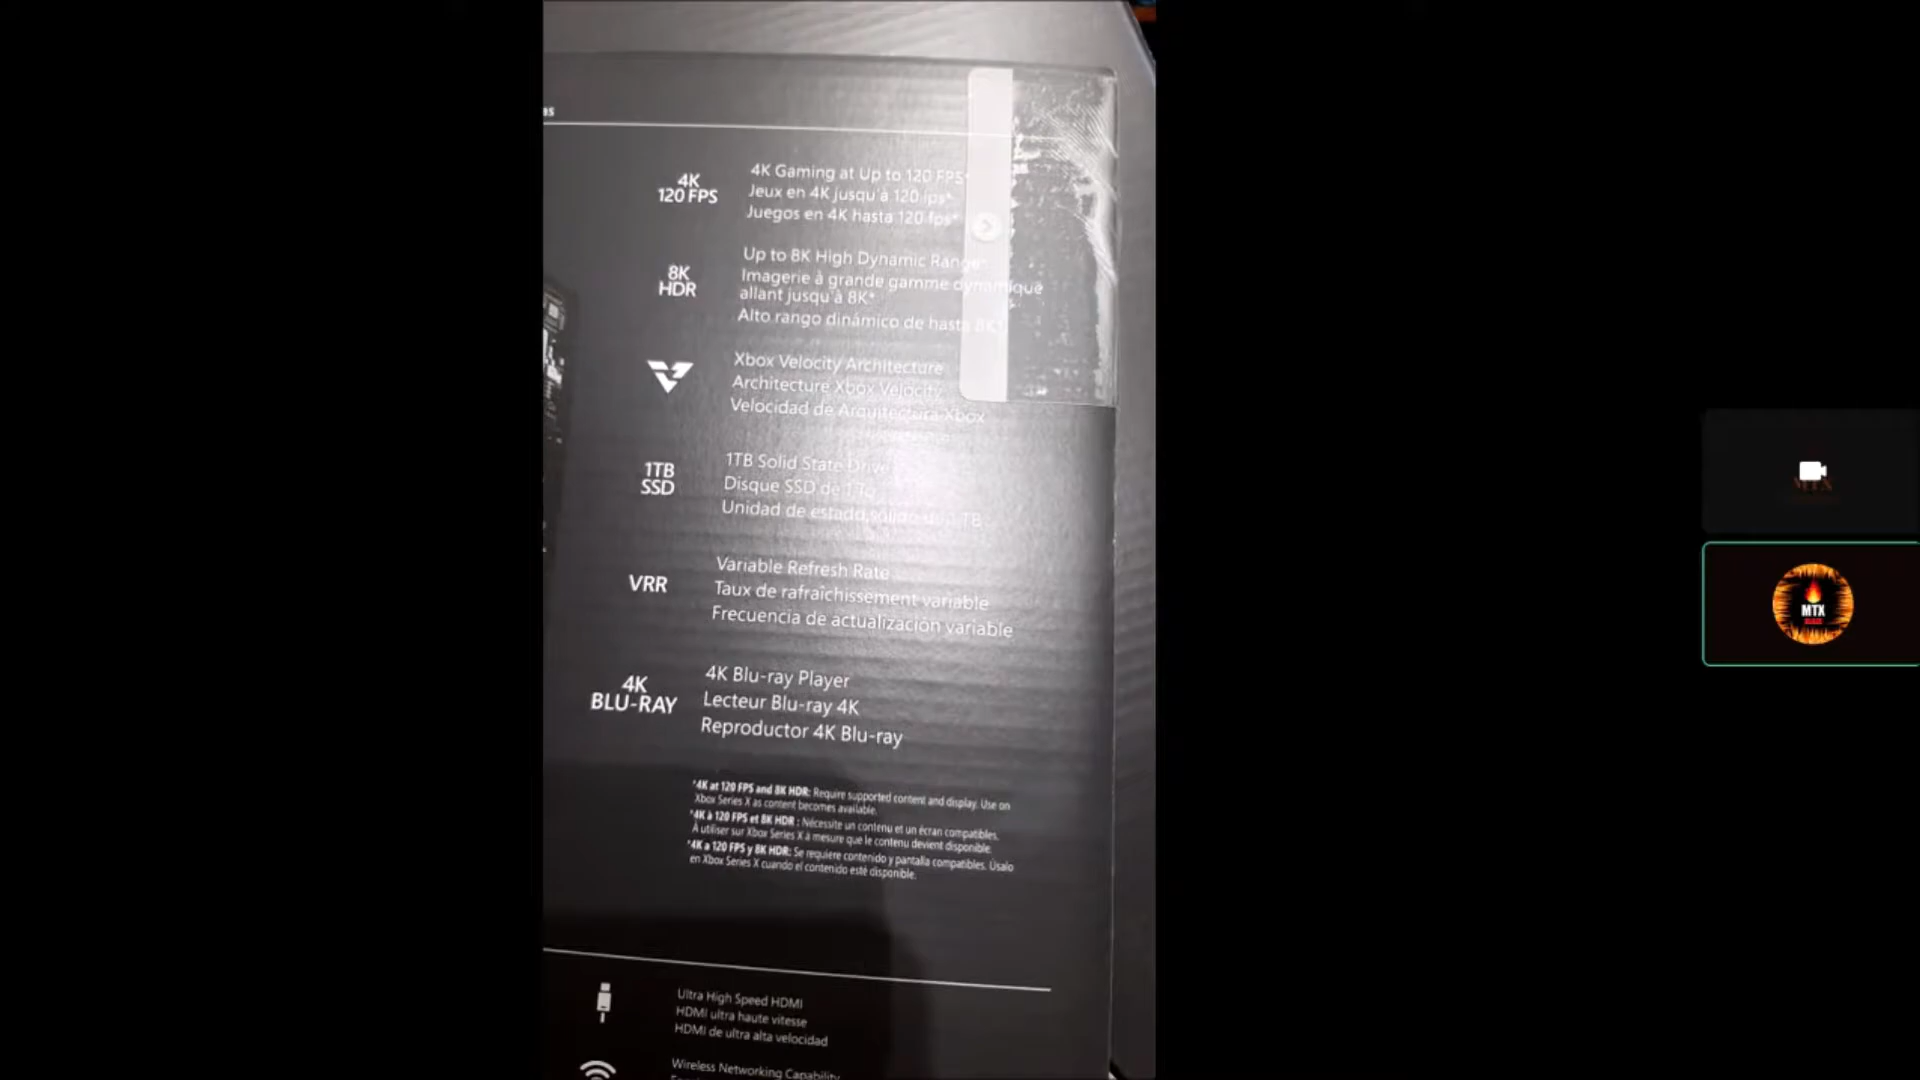 4K
120 FPS
4K Gaming at Up to 120 FPS*
Jeux en 4K jusqu'à 120 ips*
Juegos en 4K hasta 120 fps*
8K
HDR
Up to 8K High Dynamic Range*
Imagerie à grande gamme dynamique
allant jusqu'à 8K*
Alto rango dinámico de hasta 8K*
Xbox Velocity Architecture
Architecture Xbox Velocity
Velocidad de Arquitectura Xbox
1TB
SSD
1TB Solid State Drive
Disque SSD de 1 To
Unidad de estado sólido de 1 TB
VRR
Variable Refresh Rate
Taux de rafraîchissement variable
Frecuencia de actualización variable
4K
BLU-RAY
4K Blu-ray Player
Lecteur Blu-ray 4K
Reproductor 4K Blu-ray
*4K at 120 FPS and 8K HDR: Require supported content and display. Use on
Xbox Series X as content becomes available.
*4K à 120 FPS et 8K HDR : Nécessite un contenu et un écran compatibles.
À utiliser sur Xbox Series X à mesure que le contenu devient disponible.
*4K a 120 FPS y 8K HDR: Se requiere contenido y pantalla compatibles. Úsalo
en Xbox Series X cuando el contenido esté disponible.
Ultra High Speed HDMI
HDMI ultra haute vitesse
HDMI de ultra alta velocidad
Wireless Networking Capability
MTX
MTX